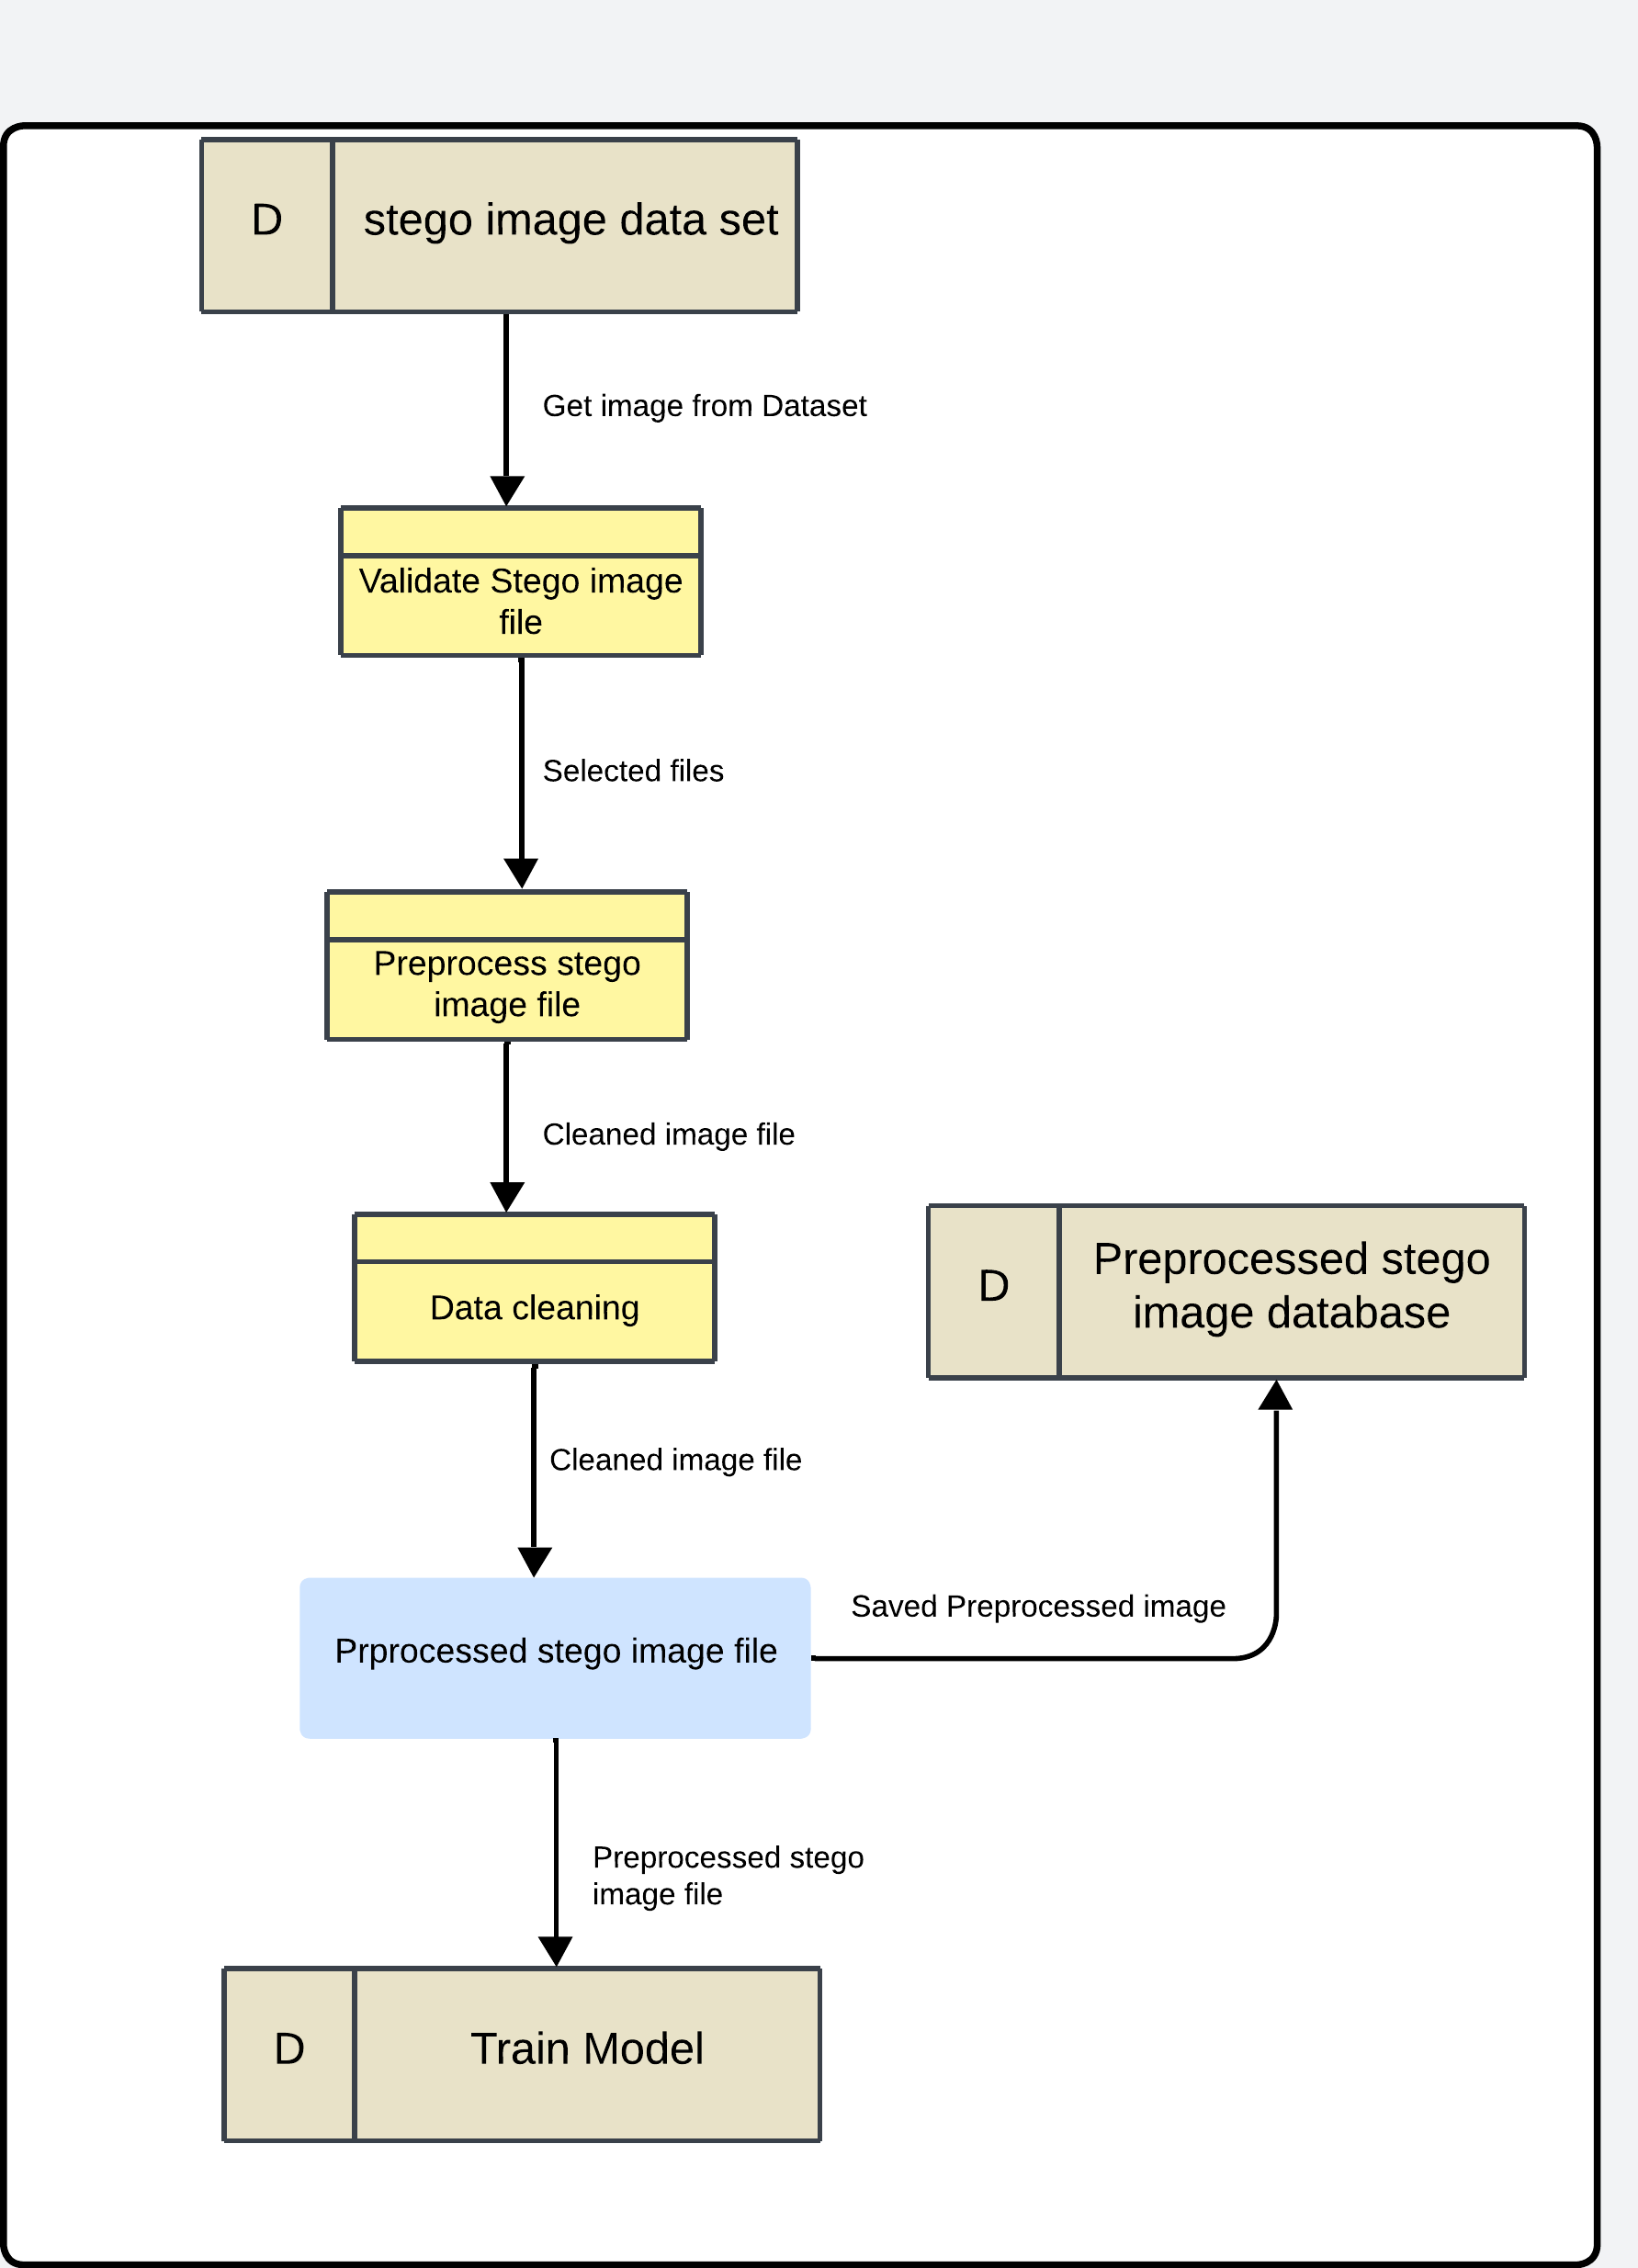 D
stego image data set
Get image from Dataset
Validate Stego image
file
Selected files
Preprocess stego
image file
Cleaned image file
Data cleaning
D
Preprocessed stego
image database
Cleaned image file
Prprocessed stego image file
Saved Preprocessed image
Preprocessed stego
image file
D
Train Model